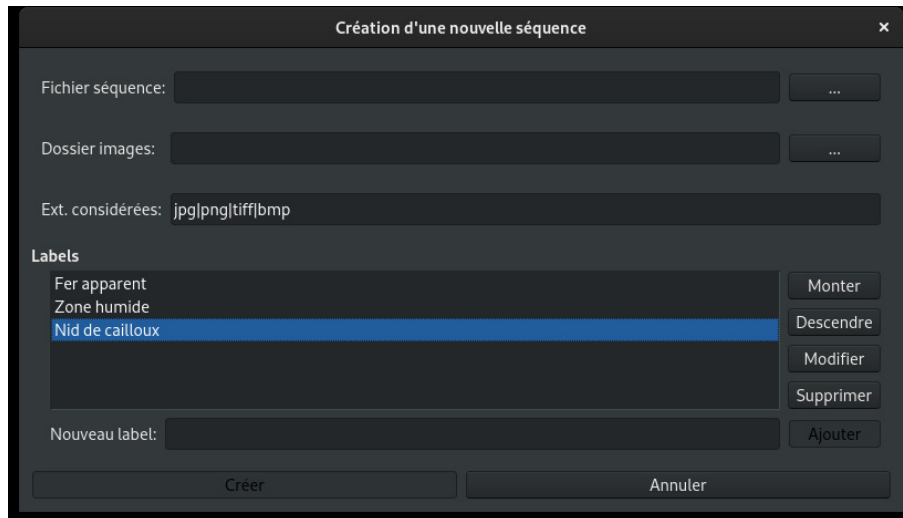 Création d'une nouvelle séquence ×
Fichier séquence: ...
Dossier images: ...
Ext. considérées: jpg|png|tiff|bmp
Labels
Fer apparent
Monter
Zone humide
Nid de cailloux
Descendre
Modifier
Supprimer
Nouveau label: Ajouter
Créer Annuler